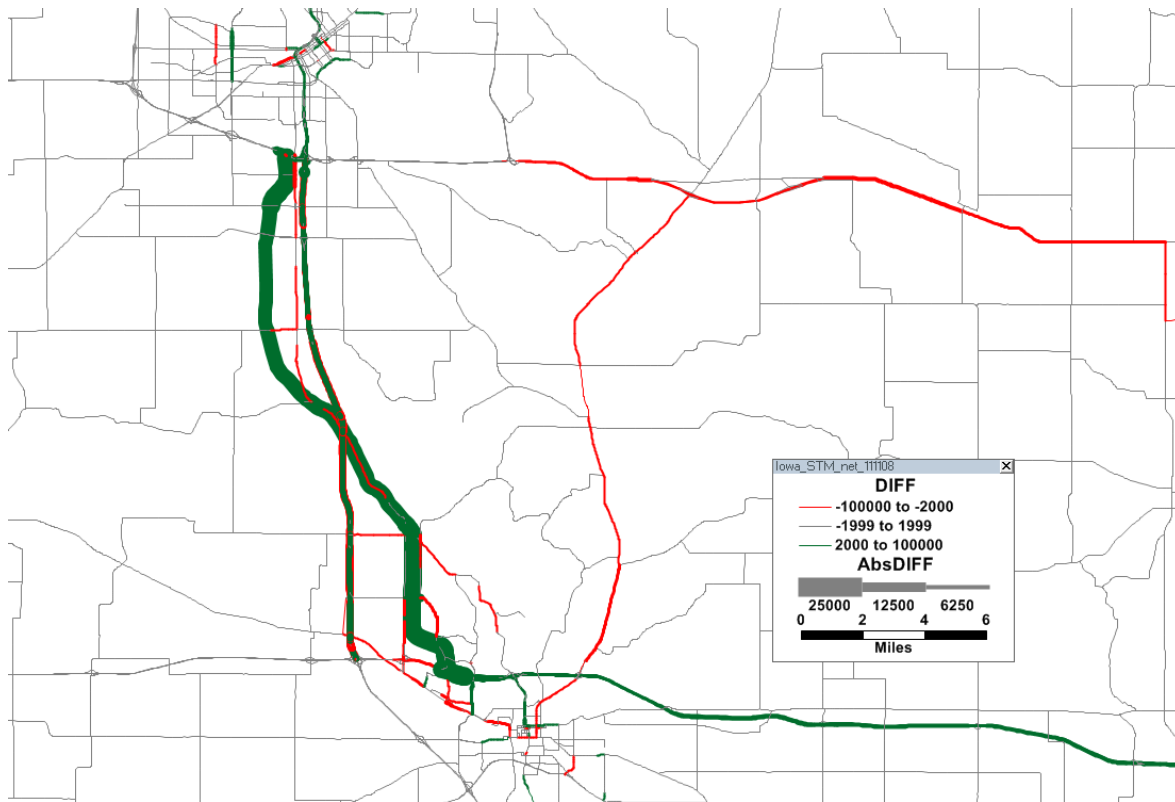 Iowa_STM_net_111108
DIFF
-100000 to -2000
-1999 to 1999
2000 to 100000
AbsDIFF
25000 12500 6250
0 2 4 6
Miles